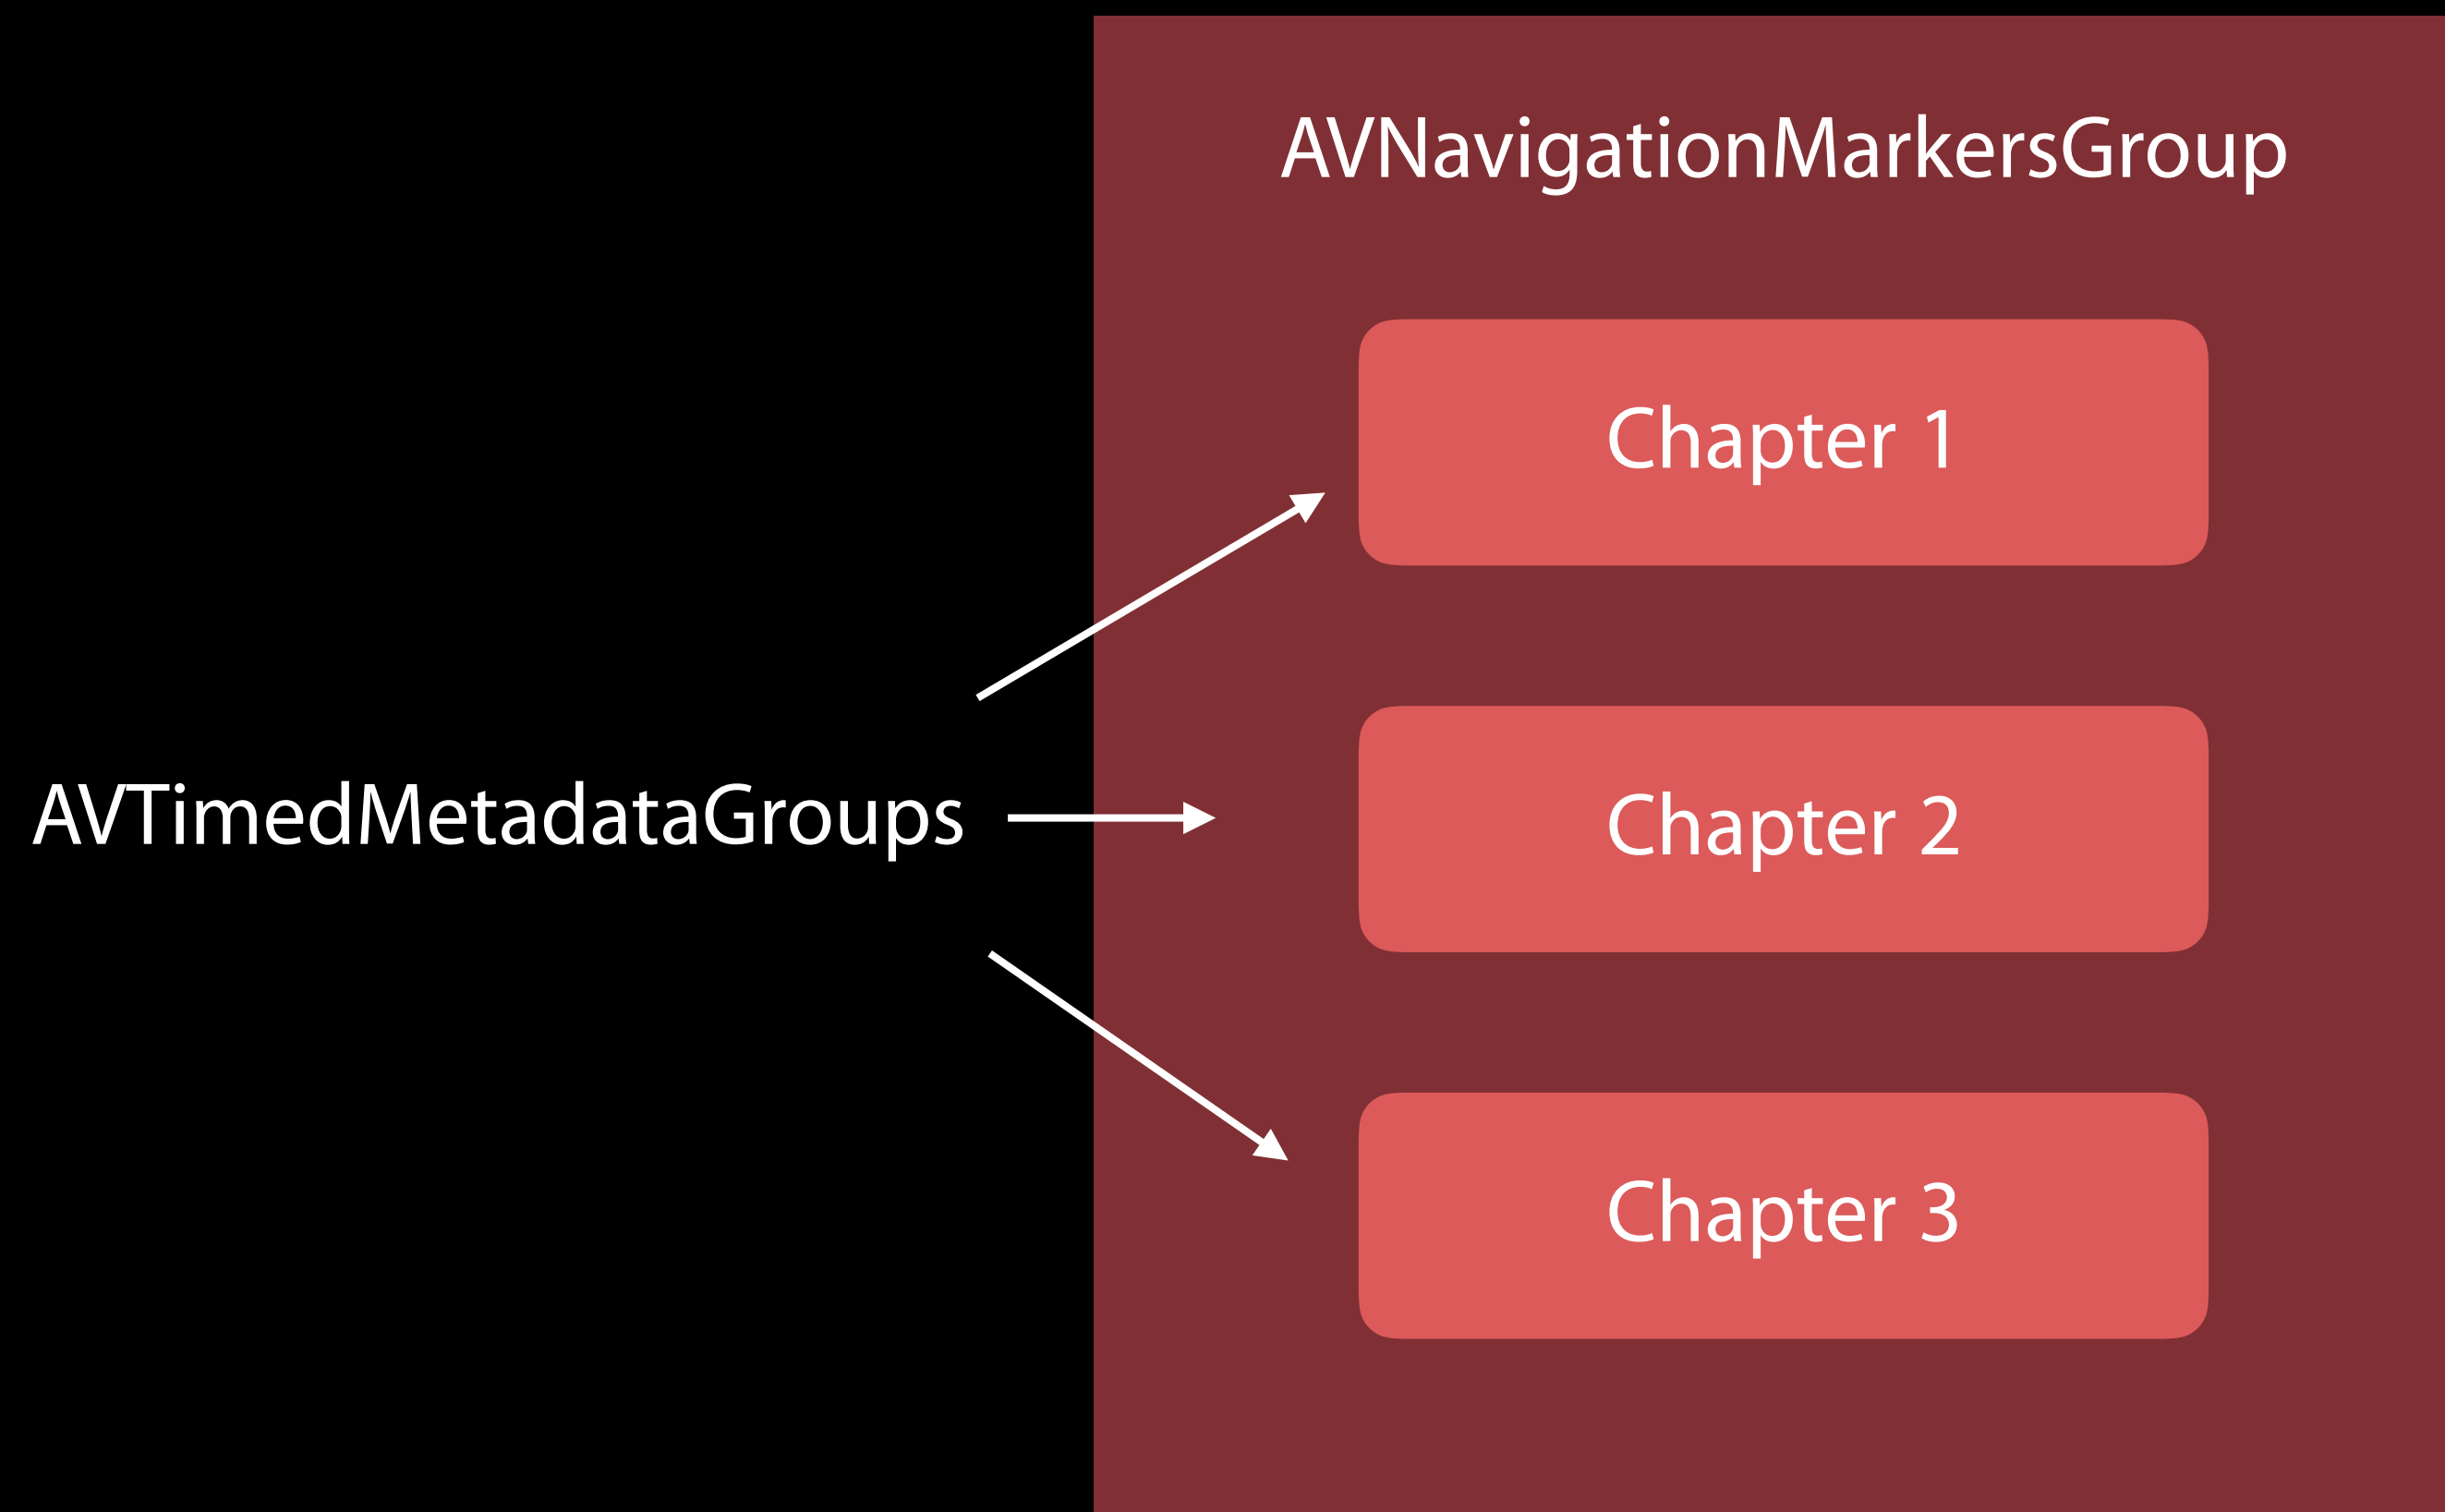 AVNavigationMarkersGroup
Chapter 1
AVTimedMetadataGroups
Chapter 2
Chapter 3